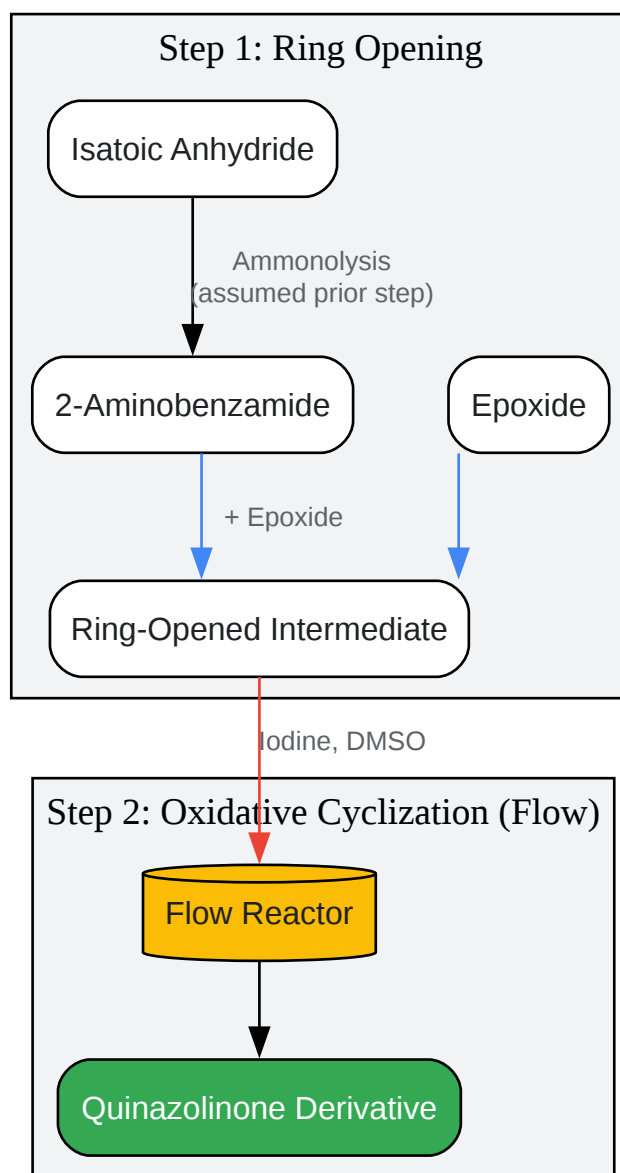 Step 1: Ring Opening
Isatoic Anhydride
Ammonolysis
(assumed prior step)
2-Aminobenzamide
Epoxide
+ Epoxide
Ring-Opened Intermediate
Iodine, DMSO
Step 2: Oxidative Cyclization (Flow)
Flow Reactor
Quinazolinone Derivative